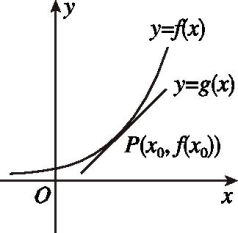 y
y=f(x)
y=g(x)
P(x₀, f(x₀))
O
x